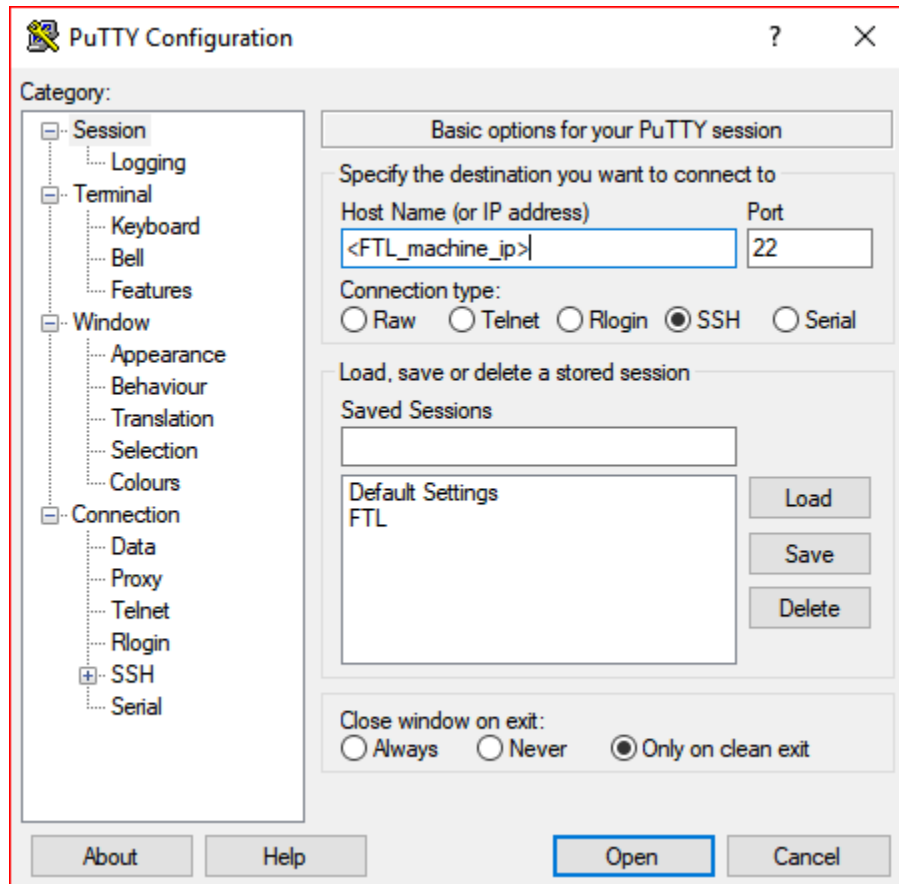 PuTTY Configuration
?
Category:
Session
Logging
Terminal
Keyboard
Bell
Features
Window
Appearance
Behaviour
Translation
Selection
Colours
Connection
Data
Proxy
Telnet
Rlogin
SSH
Serial
Basic options for your PuTTY session
Specify the destination you want to connect to
Host Name (or IP address) Port
<FTL_machine_ip> 22
Connection type:
Raw Telnet Rlogin SSH Serial
Load, save or delete a stored session
Saved Sessions
Default Settings
FTL
Load
Save
Delete
Close window on exit:
Always Never Only on clean exit
About Help Open Cancel